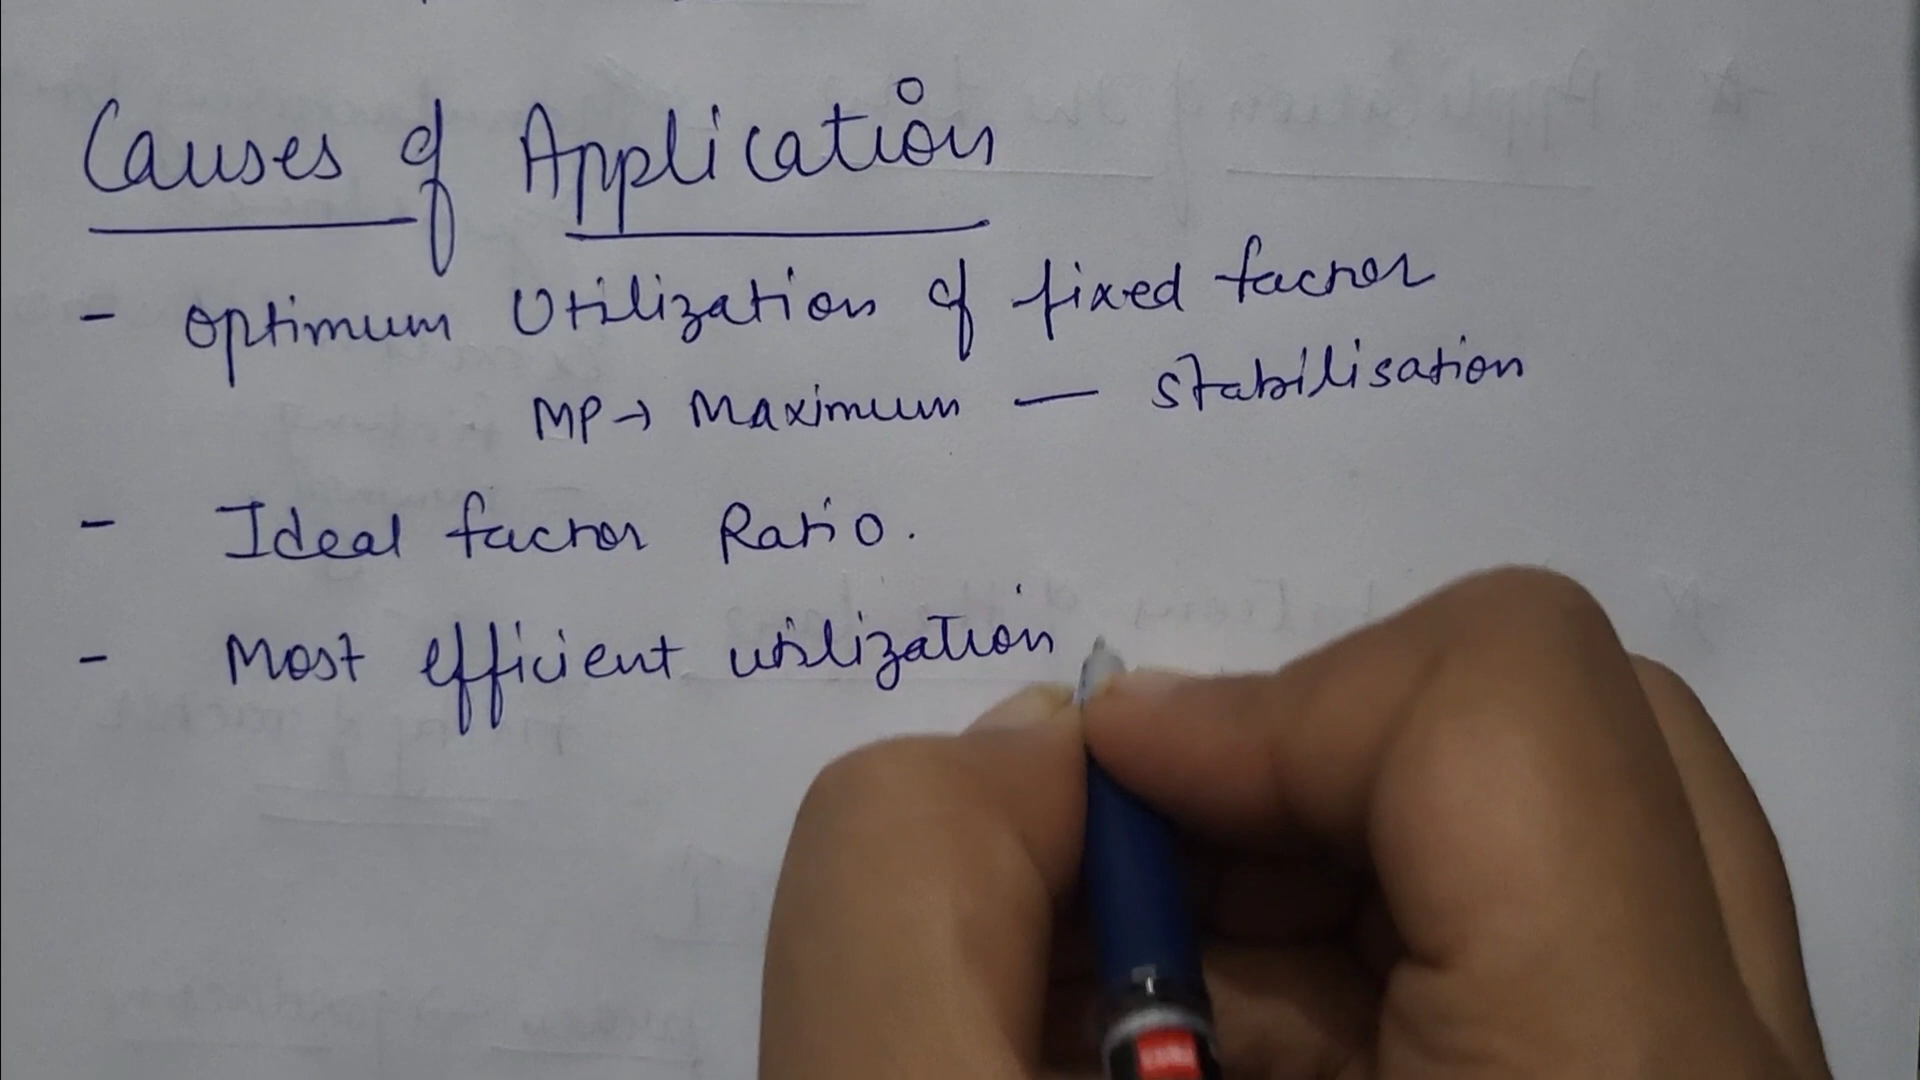 Causes of Application
- Optimum Utilization of fixed factor
MP → Maximum — Stabilisation
- Ideal factor Ratio.
- Most efficient utilization